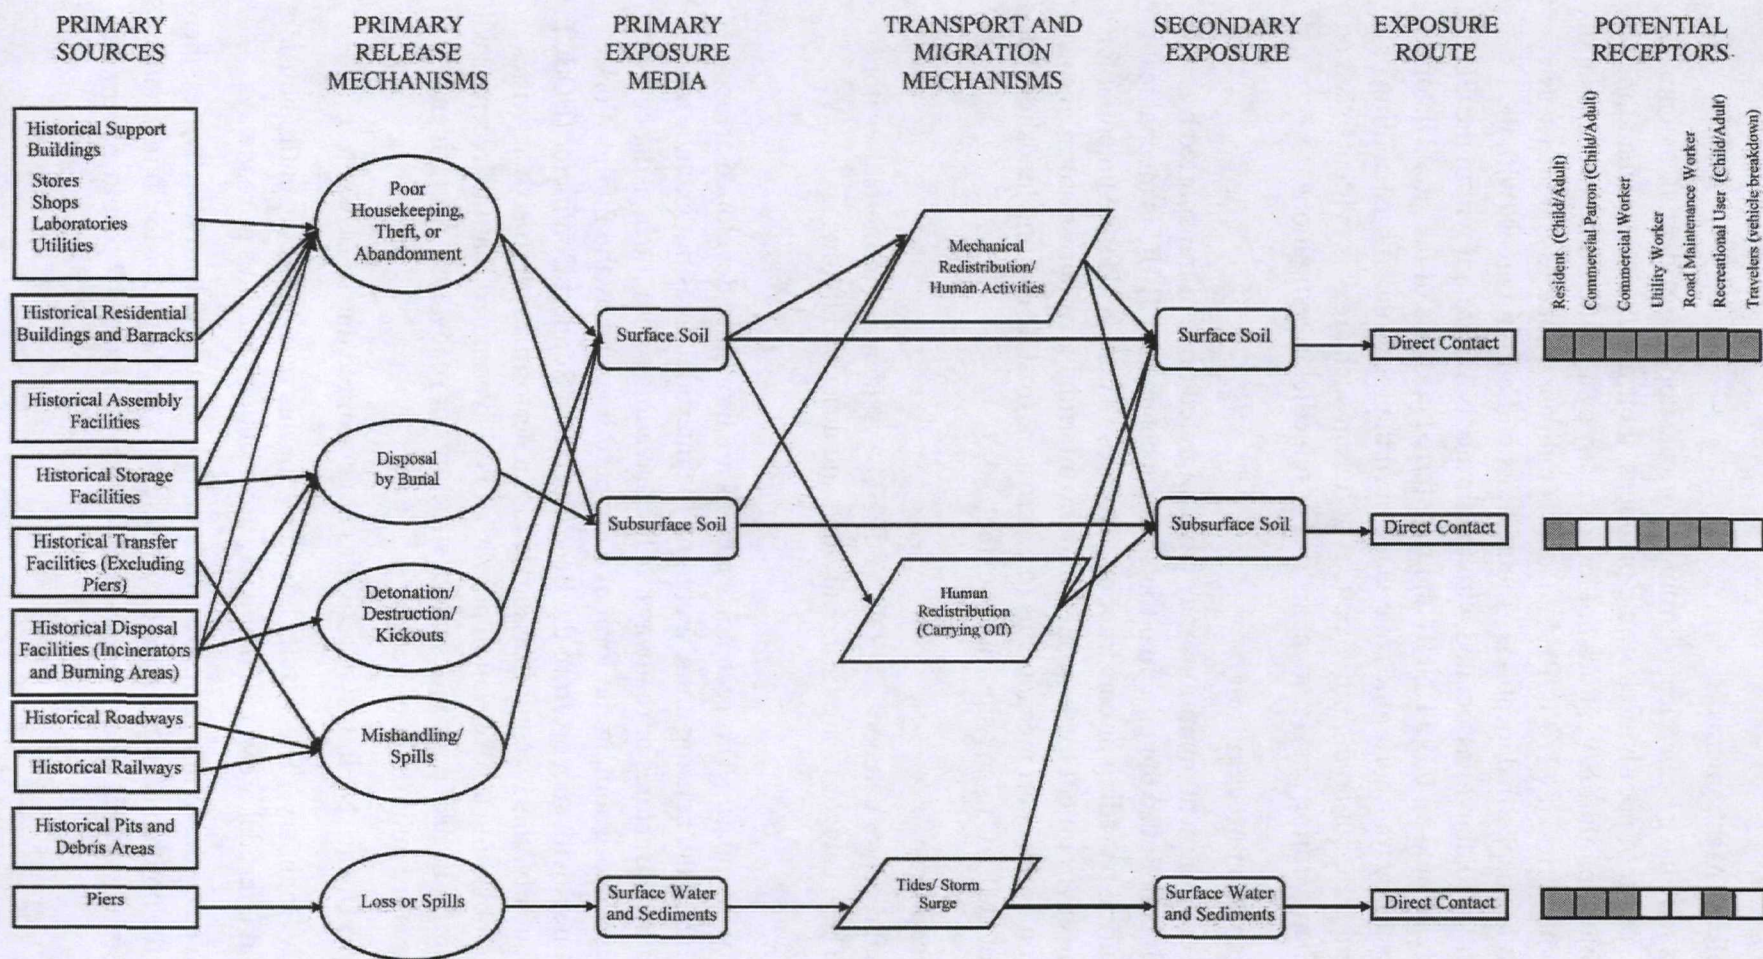 PRIMARY
SOURCES
PRIMARY
RELEASE
MECHANISMS
PRIMARY
EXPOSURE
MEDIA
TRANSPORT AND
MIGRATION
MECHANISMS
SECONDARY
EXPOSURE
EXPOSURE
ROUTE
POTENTIAL
RECEPTORS
Historical Support
Buildings
Stores
Shops
Laboratories
Utilities
Historical Residential
Buildings and Barracks
Historical Assembly
Facilities
Historical Storage
Facilities
Historical Transfer
Facilities (Excluding
Piers)
Historical Disposal
Facilities (Incinerators
and Burning Areas)
Historical Roadways
Historical Railways
Historical Pits and
Debris Areas
Piers
Poor
Housekeeping,
Theft, or
Abandonment
Disposal
by Burial
Detonation/
Destruction/
Kickouts
Mishandling/
Spills
Loss or Spills
Surface Soil
Subsurface Soil
Surface Water
and Sediments
Mechanical
Redistribution/
Human Activities
Human
Redistribution
(Carrying Off)
Tides/ Storm
Surge
Surface Soil
Subsurface Soil
Surface Water
and Sediments
Direct Contact
Direct Contact
Direct Contact
Resident (Child/Adult)
Commercial Patron (Child/Adult)
Commercial Worker
Utility Worker
Road Maintenance Worker
Recreational User (Child/Adult)
Travelers (vehicle breakdown)